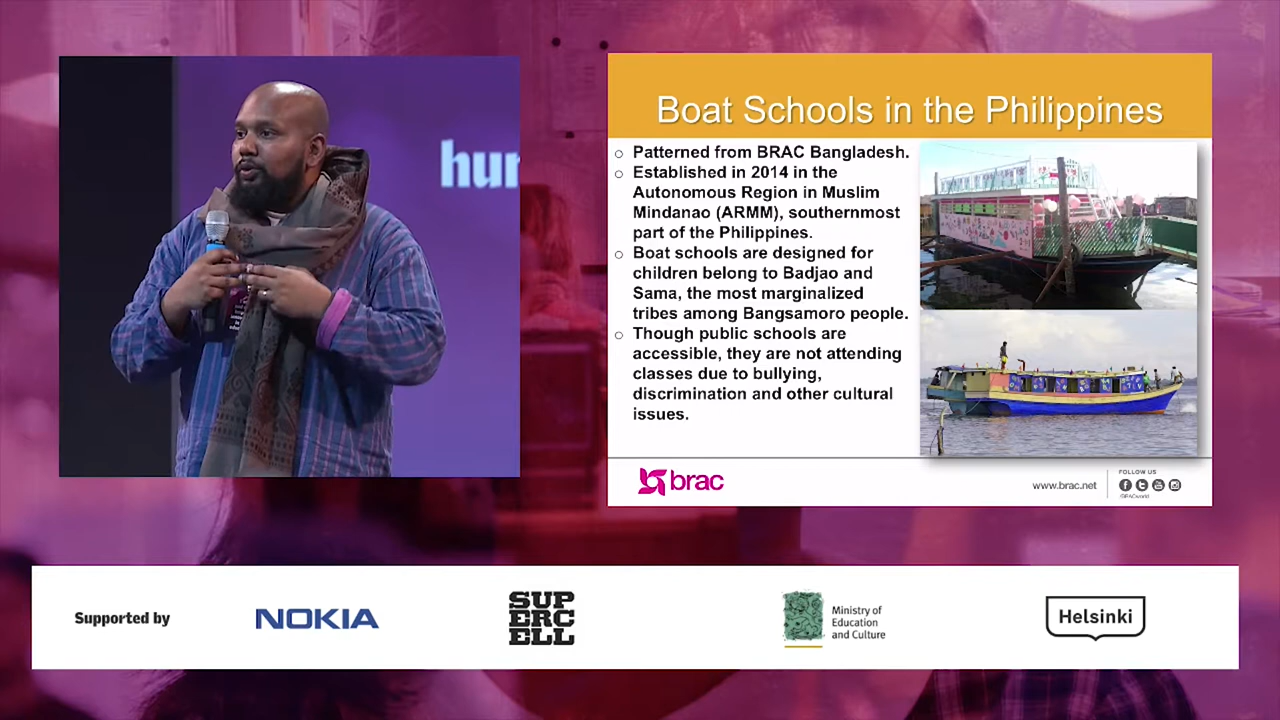 hun
Boat Schools in the Philippines
○ Patterned from BRAC Bangladesh.
○ Established in 2014 in the
Autonomous Region in Muslim
Mindanao (ARMM), southernmost
part of the Philippines.
○ Boat schools are designed for
children belong to Badjao and
Sama, the most marginalized
tribes among Bangsamoro people.
○ Though public schools are
accessible, they are not attending
classes due to bullying,
discrimination and other cultural
issues.
brac
www.brac.net
FOLLOW US
/BRACworld
Supported by
NOKIA
SUP
ERC
ELL
Ministry of
Education
and Culture
Helsinki